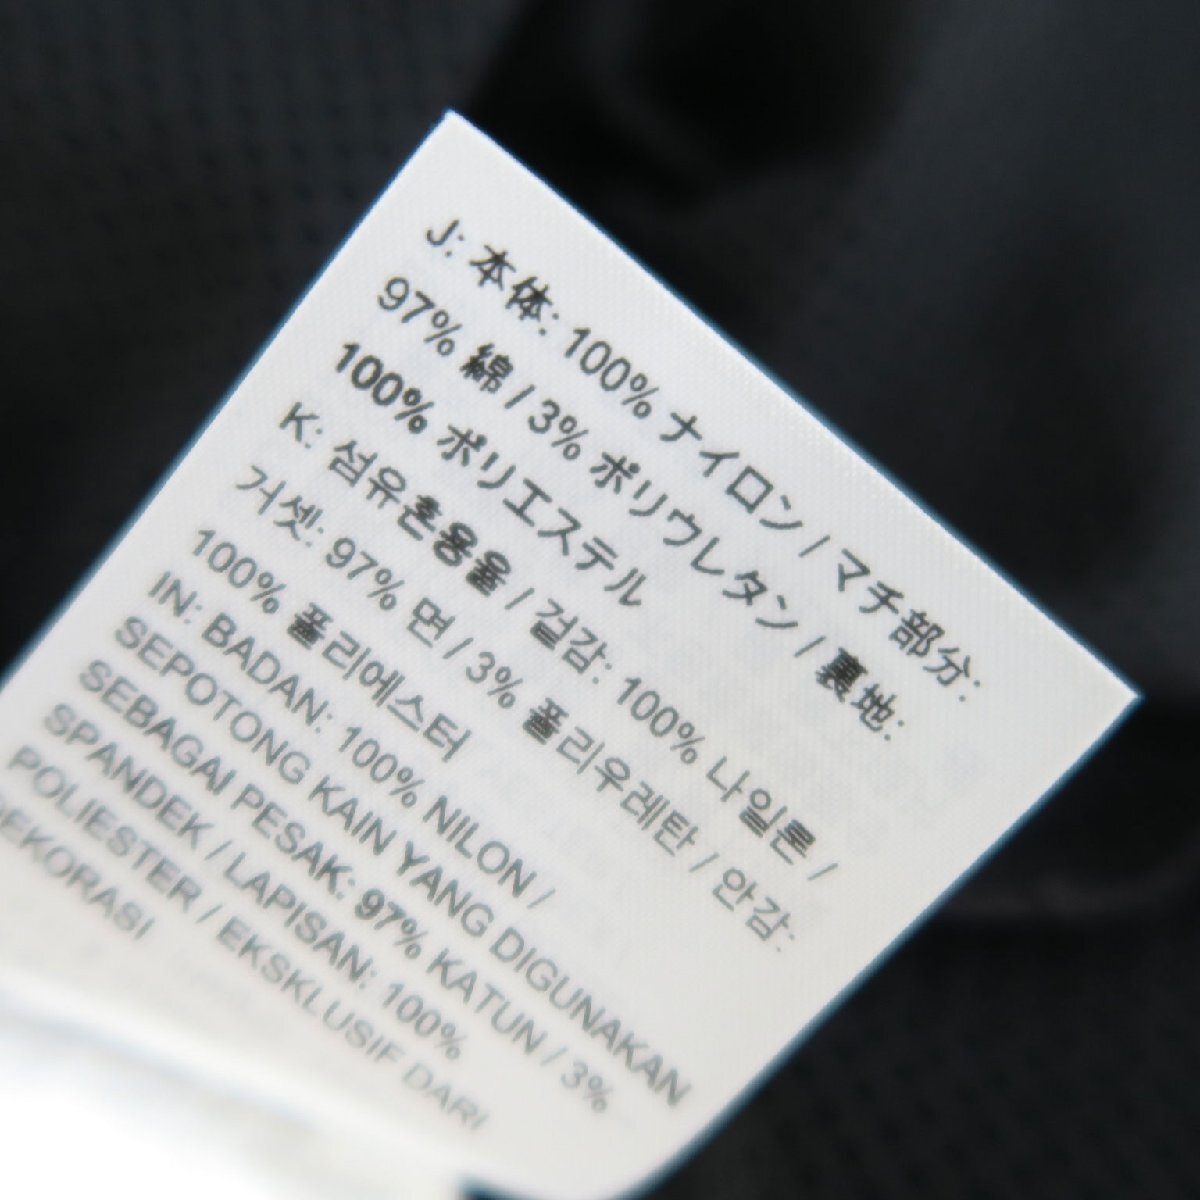 J: 本体: 100% ナイロン / マチ部分:
97% 綿 / 3% ポリウレタン / 裏地:
100% ポリエステル
K: 섬유혼용율 / 겉감: 100% 나일론 /
거셋: 97% 면 / 3% 폴리우레탄 / 안감:
100% 폴리에스터
IN: BADAN: 100% NILON /
SEPOTONG KAIN YANG DIGUNAKAN
SEBAGAI PESAK: 97% KATUN / 3%
SPANDEK / LAPISAN: 100%
POLIESTER / EKSKLUSIF DARI
DEKORASI